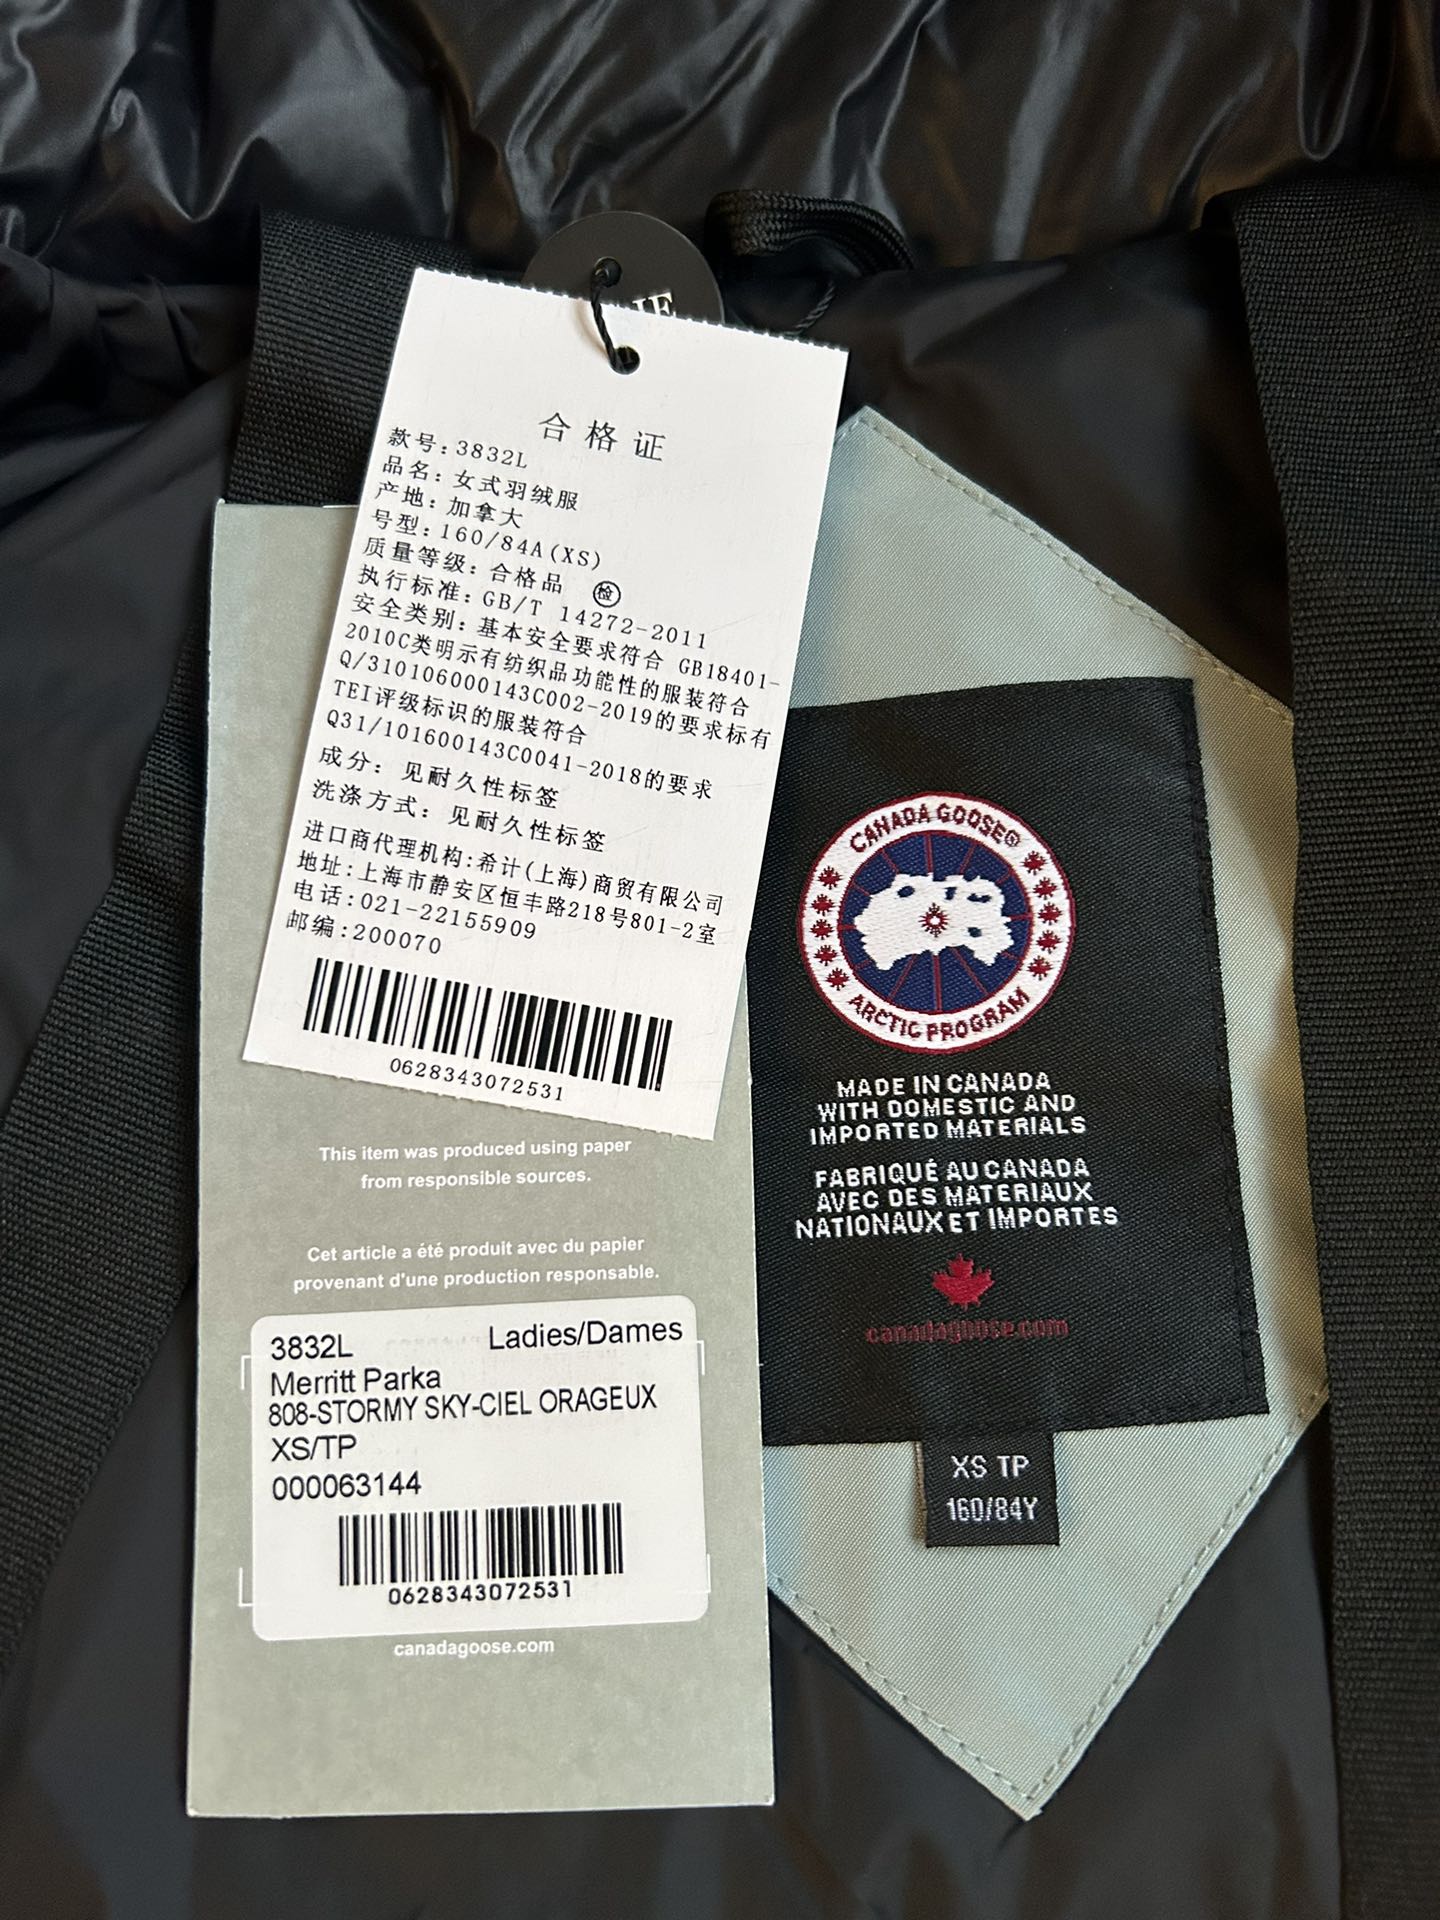 合格证
款号:3832L
品名:女式羽绒服
产地:加拿大
号型:160/84A(XS)
质量等级:合格品 检
执行标准:GB/T 14272-2011
安全类别:基本安全要求符合 GB18401-
2010C类明示有纺织品功能性的服装符合
Q/310106000143C002-2019的要求标有
TEI评级标识的服装符合
Q31/101600143C0041-2018的要求
成分: 见耐久性标签
洗涤方式: 见耐久性标签
进口商代理机构:希计(上海)商贸有限公司
地址:上海市静安区恒丰路218号801-2室
电话:021-22155909
邮编:200070
0628343072531
This item was produced using paper
from responsible sources.
Cet article a été produit avec du papier
provenant d'une production responsable.
3832L Ladies/Dames
Merritt Parka
808-STORMY SKY-CIEL ORAGEUX
XS/TP
000063144
0628343072531
canadagoose.com
CANADA GOOSE®
ARCTIC PROGRAM
MADE IN CANADA
WITH DOMESTIC AND
IMPORTED MATERIALS
FABRIQUÉ AU CANADA
AVEC DES MATERIAUX
NATIONAUX ET IMPORTES
canadagoose.com
XS TP
160/84Y